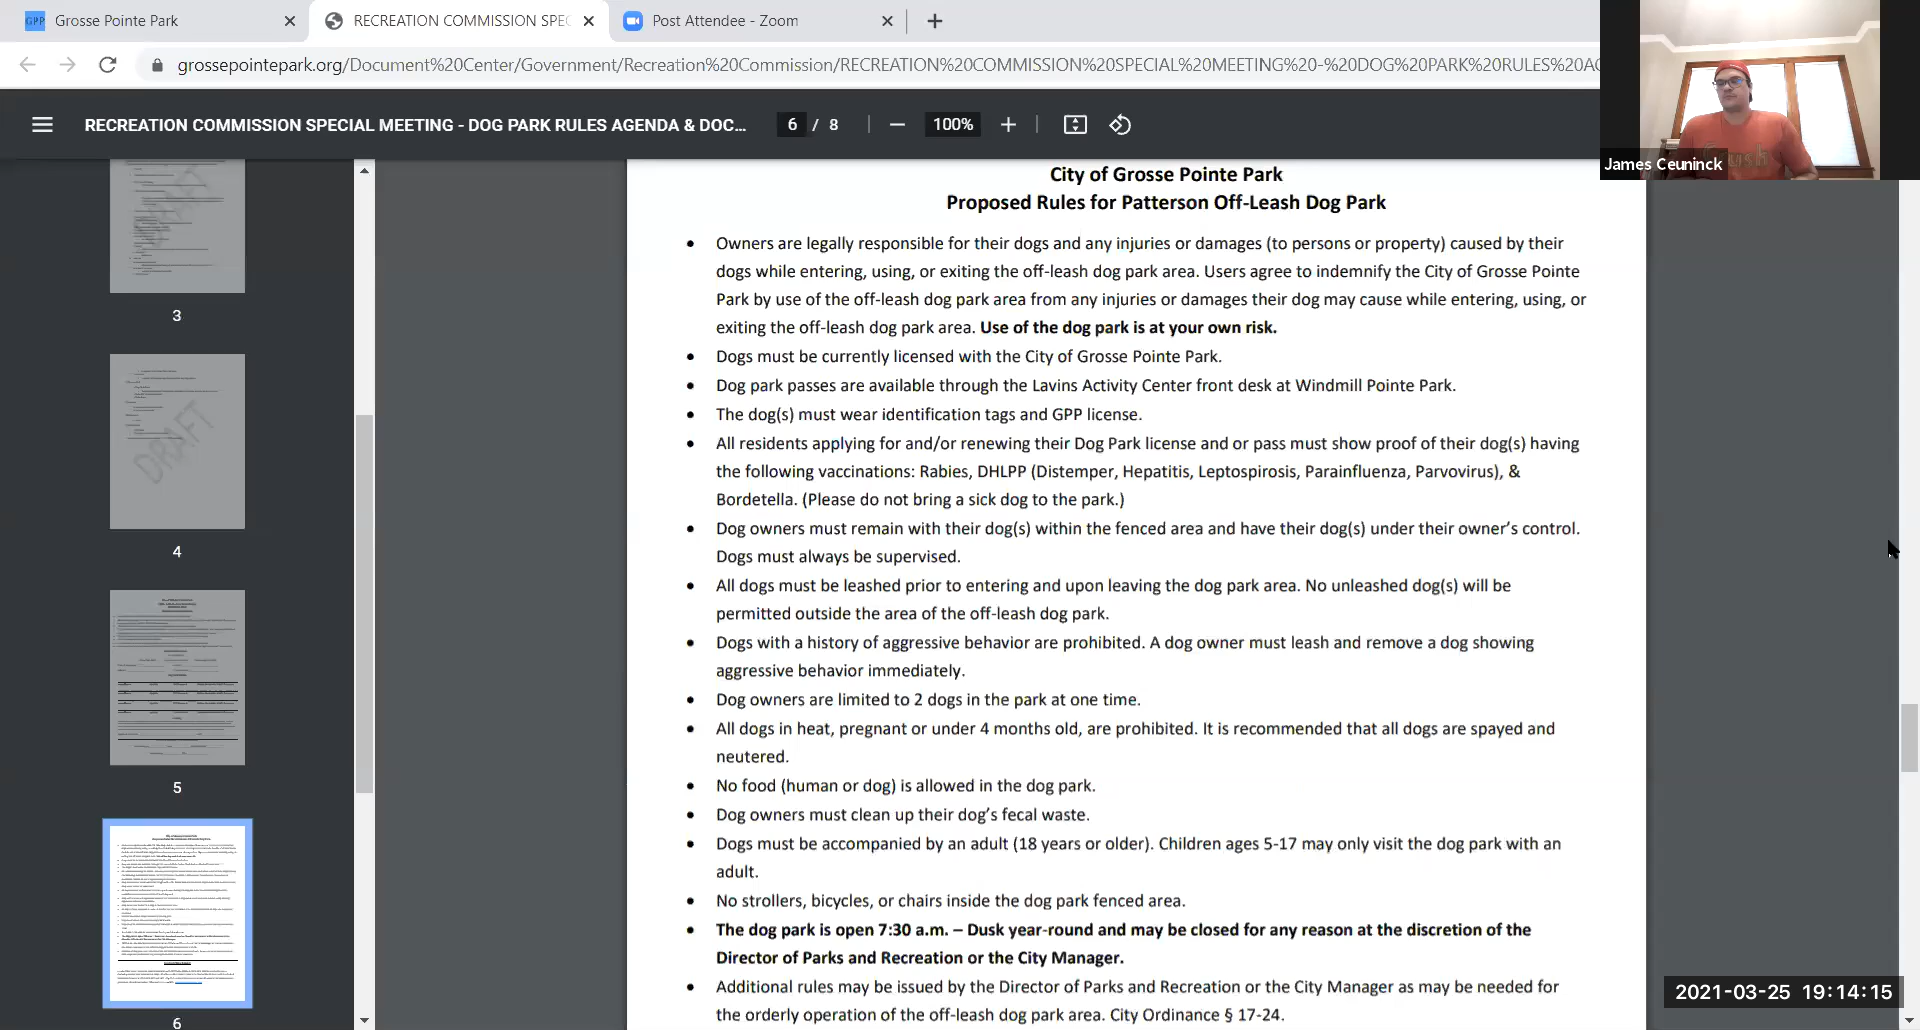 Grosse Pointe Park
RECREATION COMMISSION SPEC
Post Attendee - Zoom
grossepointepark.org/Document%20Center/Government/Recreation%20Commission/RECREATION%20COMMISSION%20SPECIAL%20MEETING%20-%20DOG%20PARK%20RULES%20AG
RECREATION COMMISSION SPECIAL MEETING - DOG PARK RULES AGENDA & DOC...
6 / 8
100%
James Ceuninck
3
DRAFT
4
5
6
City of Grosse Pointe Park
Proposed Rules for Patterson Off-Leash Dog Park
• Owners are legally responsible for their dogs and any injuries or damages (to persons or property) caused by their
dogs while entering, using, or exiting the off-leash dog park area. Users agree to indemnify the City of Grosse Pointe
Park by use of the off-leash dog park area from any injuries or damages their dog may cause while entering, using, or
exiting the off-leash dog park area. Use of the dog park is at your own risk.
• Dogs must be currently licensed with the City of Grosse Pointe Park.
• Dog park passes are available through the Lavins Activity Center front desk at Windmill Pointe Park.
• The dog(s) must wear identification tags and GPP license.
• All residents applying for and/or renewing their Dog Park license and or pass must show proof of their dog(s) having
the following vaccinations: Rabies, DHLPP (Distemper, Hepatitis, Leptospirosis, Parainfluenza, Parvovirus), &
Bordetella. (Please do not bring a sick dog to the park.)
• Dog owners must remain with their dog(s) within the fenced area and have their dog(s) under their owner's control.
Dogs must always be supervised.
• All dogs must be leashed prior to entering and upon leaving the dog park area. No unleashed dog(s) will be
permitted outside the area of the off-leash dog park.
• Dogs with a history of aggressive behavior are prohibited. A dog owner must leash and remove a dog showing
aggressive behavior immediately.
• Dog owners are limited to 2 dogs in the park at one time.
• All dogs in heat, pregnant or under 4 months old, are prohibited. It is recommended that all dogs are spayed and
neutered.
• No food (human or dog) is allowed in the dog park.
• Dog owners must clean up their dog's fecal waste.
• Dogs must be accompanied by an adult (18 years or older). Children ages 5-17 may only visit the dog park with an
adult.
• No strollers, bicycles, or chairs inside the dog park fenced area.
• The dog park is open 7:30 a.m. – Dusk year-round and may be closed for any reason at the discretion of the
Director of Parks and Recreation or the City Manager.
• Additional rules may be issued by the Director of Parks and Recreation or the City Manager as may be needed for
the orderly operation of the off-leash dog park area. City Ordinance § 17-24.
2021-03-25 19:14:15